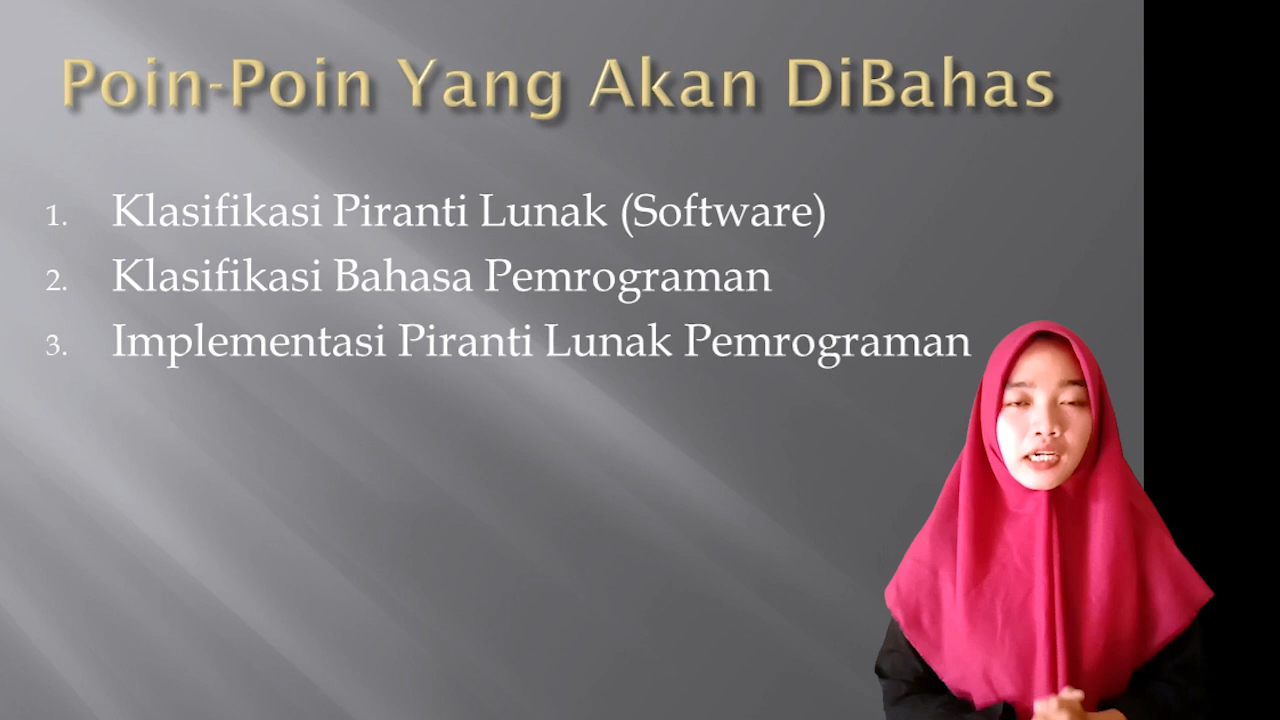 Poin-Poin Yang Akan DiBahas
1. Klasifikasi Piranti Lunak (Software)
2. Klasifikasi Bahasa Pemrograman
3. Implementasi Piranti Lunak Pemrograman